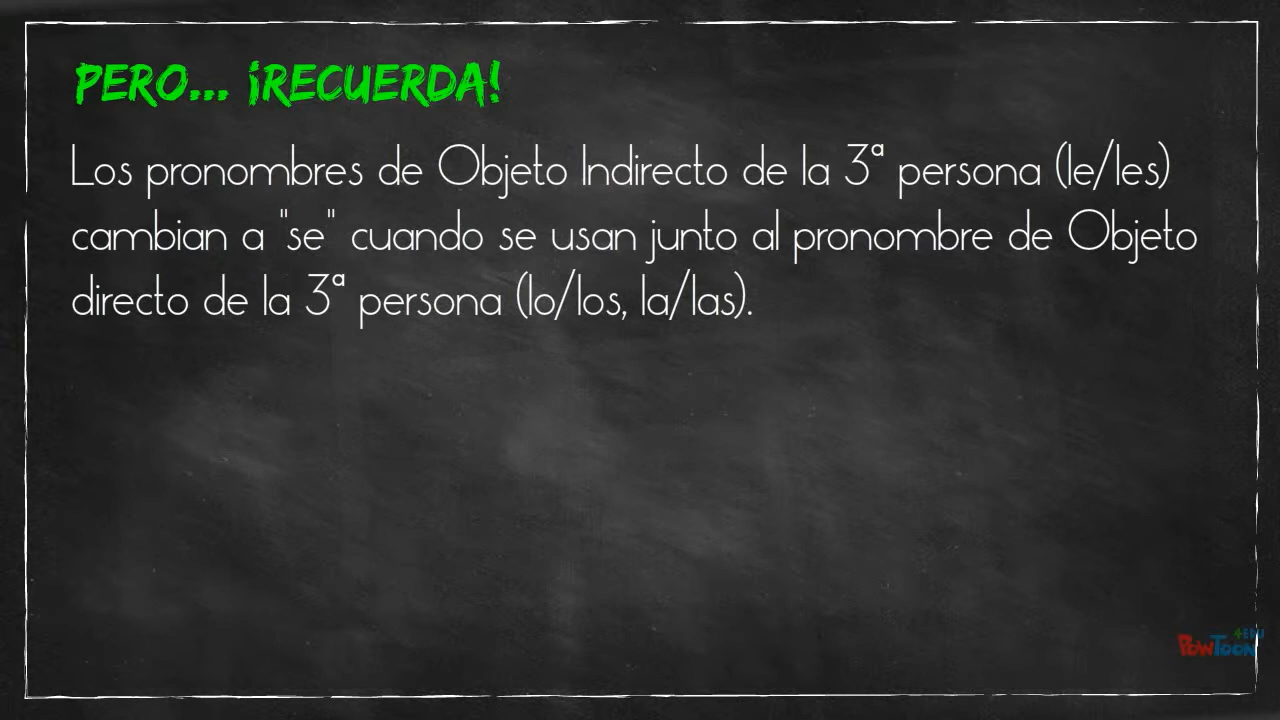 PERO... ¡RECUERDA!
Los pronombres de Objeto Indirecto de la 3ª persona (le/les)
cambian a "se" cuando se usan junto al pronombre de Objeto
directo de la 3ª persona (lo/los, la/las).
4EDU
POWTOON